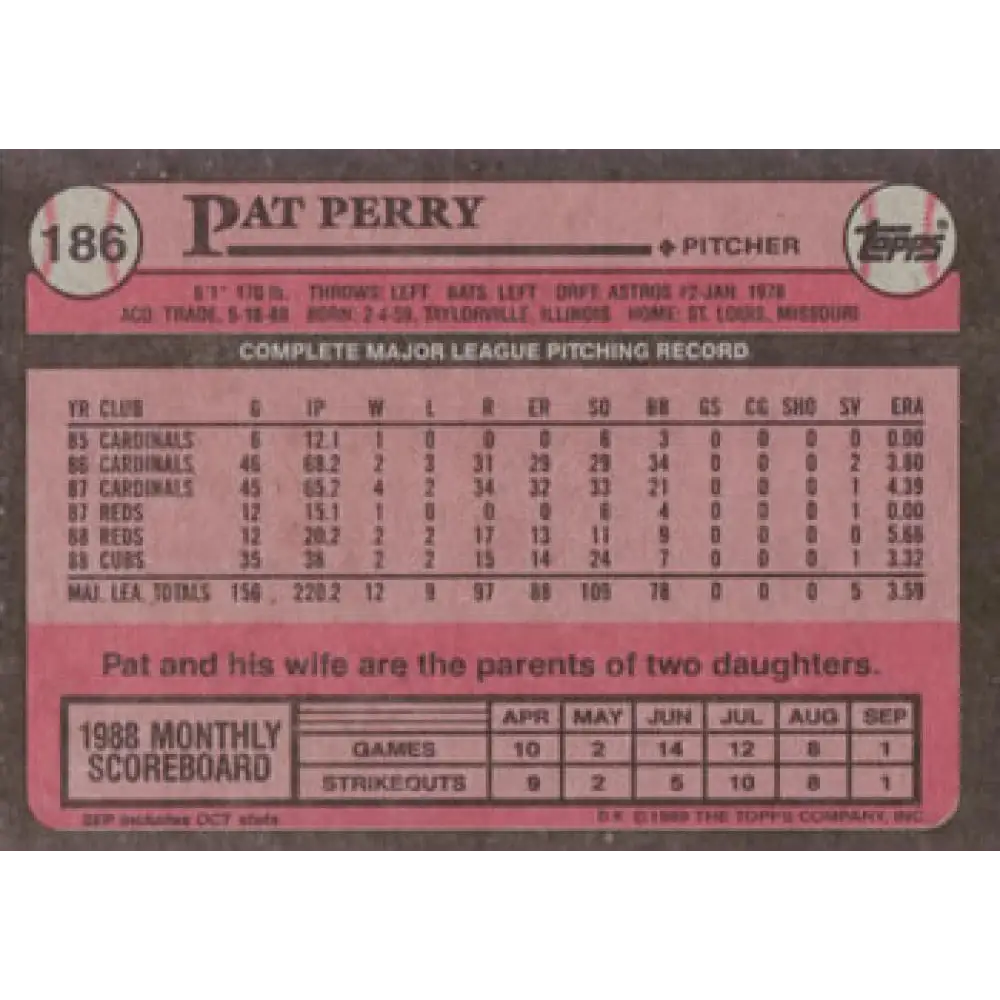 186
PAT PERRY
PITCHER
TOPPS®
6'1" 170 lb. THROWS: LEFT BATS: LEFT DRFT: ASTROS #2-JAN. 1978
ACQ. TRADE, 5-18-88 BORN: 2-4-59, TAYLORVILLE, ILLINOIS HOME: ST. LOUIS, MISSOURI
COMPLETE MAJOR LEAGUE PITCHING RECORD
YR CLUB G IP W L R ER SO BB GS CG SHO SV ERA
85 CARDINALS 6 12.1 1 0 0 0 6 3 0 0 0 0 0.00
86 CARDINALS 46 68.2 2 3 31 29 29 34 0 0 0 2 3.80
87 CARDINALS 45 65.2 4 2 34 32 33 21 0 0 0 1 4.39
87 REDS 12 15.1 1 0 0 0 6 4 0 0 0 1 0.00
88 REDS 12 20.2 2 2 17 13 11 9 0 0 0 0 5.66
88 CUBS 35 38 2 2 15 14 24 7 0 0 0 1 3.32
MAJ. LEA. TOTALS 156 220.2 12 9 97 88 109 78 0 0 0 5 3.59
Pat and his wife are the parents of two daughters.
1988 MONTHLY SCOREBOARD
APR MAY JUN JUL AUG SEP
GAMES 10 2 14 12 8 1
STRIKEOUTS 9 2 5 10 8 1
SEP includes OCT stats
D.K. ©1989 THE TOPPS COMPANY, INC.